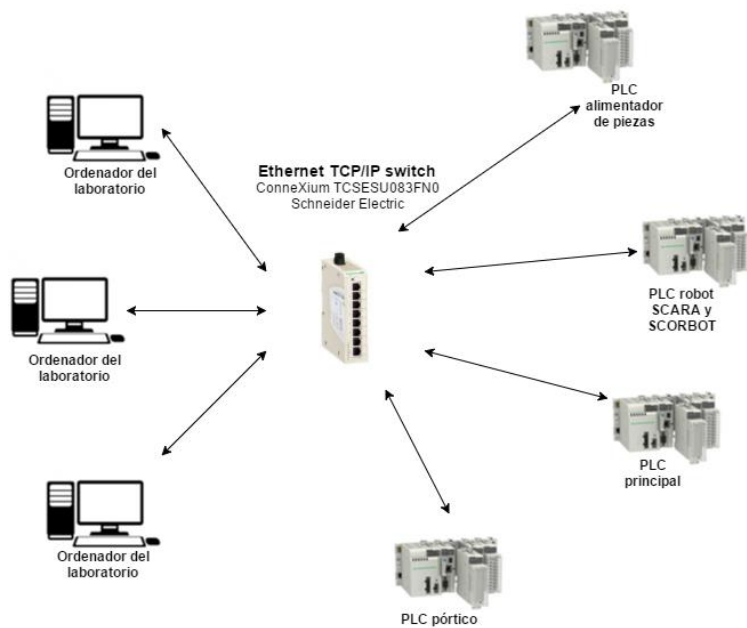 PLC
alimentador
de piezas
Ordenador del
laboratorio
Ethernet TCP/IP switch
ConneXium TCSESU083FN0
Schneider Electric
PLC robot
SCARA y
SCORBOT
Ordenador del
laboratorio
PLC
principal
Ordenador del
laboratorio
PLC pórtico